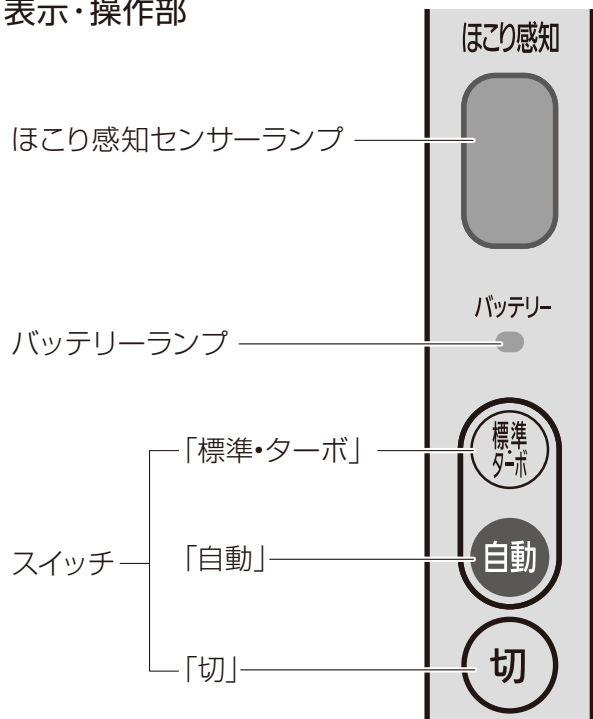 表示・操作部
ほこり感知
ほこり感知センサーランプ
バッテリー
バッテリーランプ
「標準・ターボ」
標準
ターボ
スイッチ
「自動」
自動
「切」
切